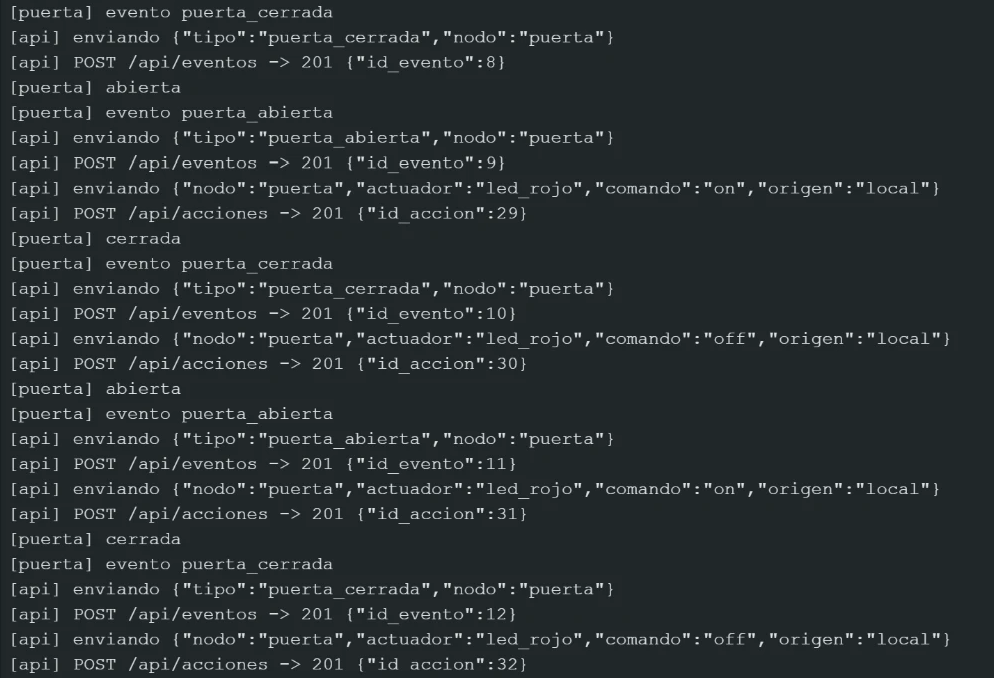 [puerta] evento puerta_cerrada
[api] enviando {"tipo":"puerta_cerrada","nodo":"puerta"}
[api] POST /api/eventos -> 201 {"id_evento":8}
[puerta] abierta
[puerta] evento puerta_abierta
[api] enviando {"tipo":"puerta_abierta","nodo":"puerta"}
[api] POST /api/eventos -> 201 {"id_evento":9}
[api] enviando {"nodo":"puerta","actuador":"led_rojo","comando":"on","origen":"local"}
[api] POST /api/acciones -> 201 {"id_accion":29}
[puerta] cerrada
[puerta] evento puerta_cerrada
[api] enviando {"tipo":"puerta_cerrada","nodo":"puerta"}
[api] POST /api/eventos -> 201 {"id_evento":10}
[api] enviando {"nodo":"puerta","actuador":"led_rojo","comando":"off","origen":"local"}
[api] POST /api/acciones -> 201 {"id_accion":30}
[puerta] abierta
[puerta] evento puerta_abierta
[api] enviando {"tipo":"puerta_abierta","nodo":"puerta"}
[api] POST /api/eventos -> 201 {"id_evento":11}
[api] enviando {"nodo":"puerta","actuador":"led_rojo","comando":"on","origen":"local"}
[api] POST /api/acciones -> 201 {"id_accion":31}
[puerta] cerrada
[puerta] evento puerta_cerrada
[api] enviando {"tipo":"puerta_cerrada","nodo":"puerta"}
[api] POST /api/eventos -> 201 {"id_evento":12}
[api] enviando {"nodo":"puerta","actuador":"led_rojo","comando":"off","origen":"local"}
[api] POST /api/acciones -> 201 {"id_accion":32}